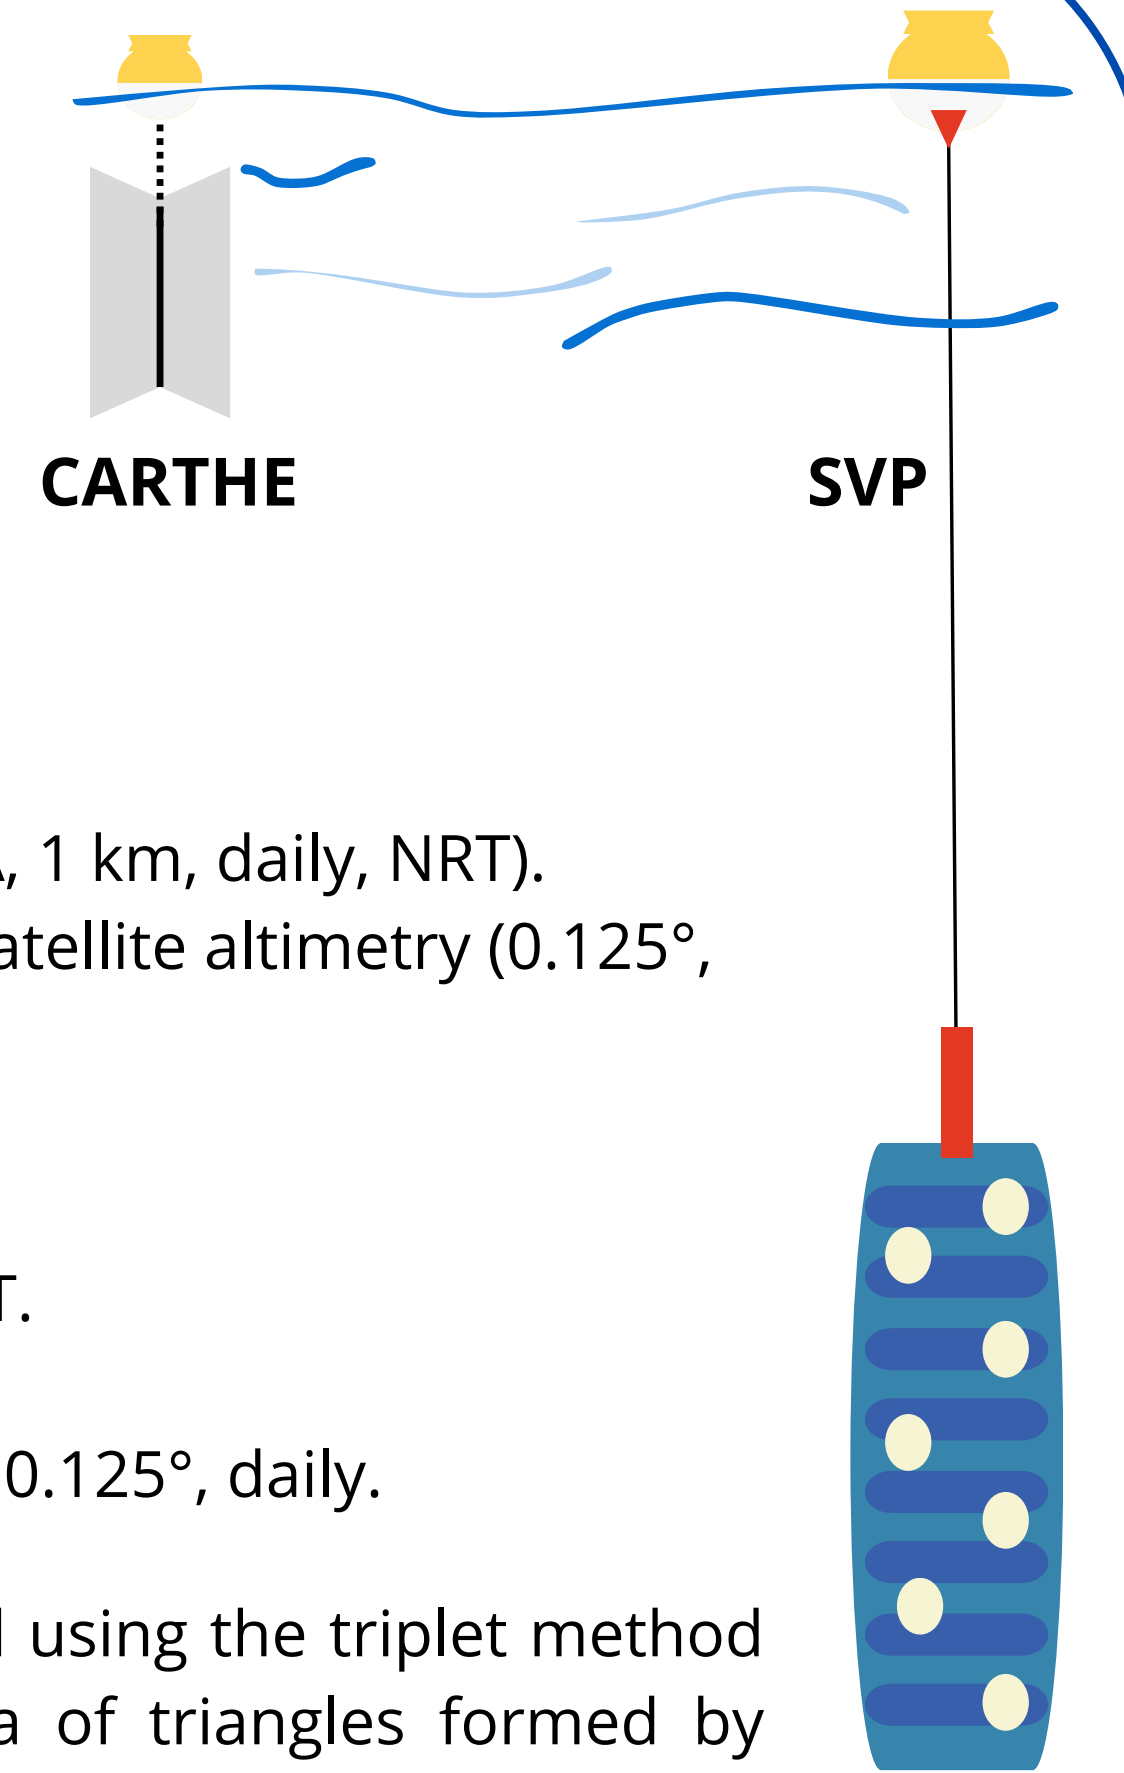 CARTHE
SVP
, 1 km, daily, NRT).
atellite altimetry (0.125°,
T.
0.125°, daily.
using the triplet method
a of triangles formed by